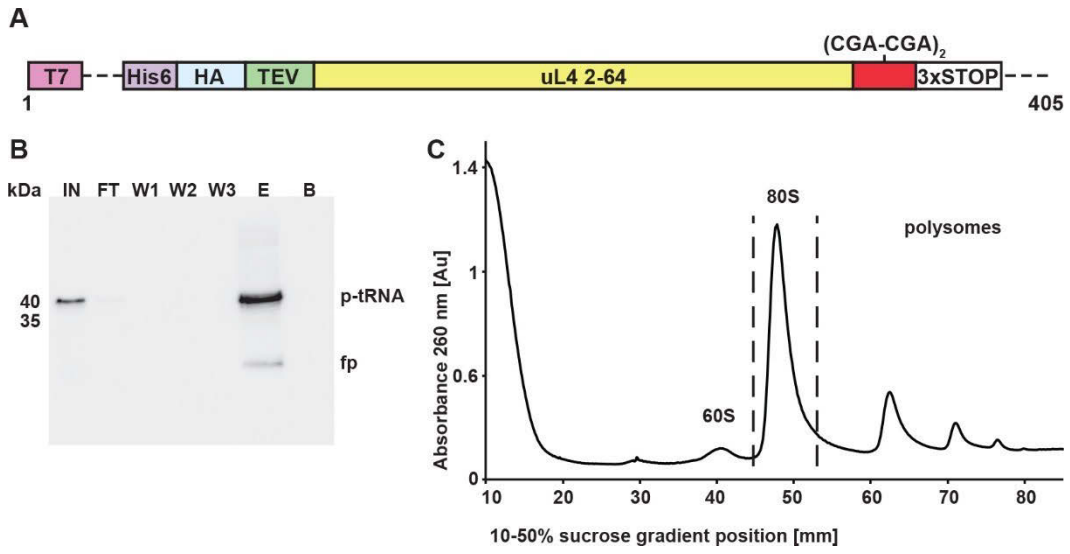 A
(CGA-CGA)2
T7 His6 HA TEV uL4 2-64 3xSTOP
1 405
B
kDa IN FT W1 W2 W3 E B
40 p-tRNA
35
fp
C
Absorbance 260 nm [Au]
1.4
1
0.6
0
60S
80S
polysomes
10 20 30 40 50 60 70 80
10-50% sucrose gradient position [mm]